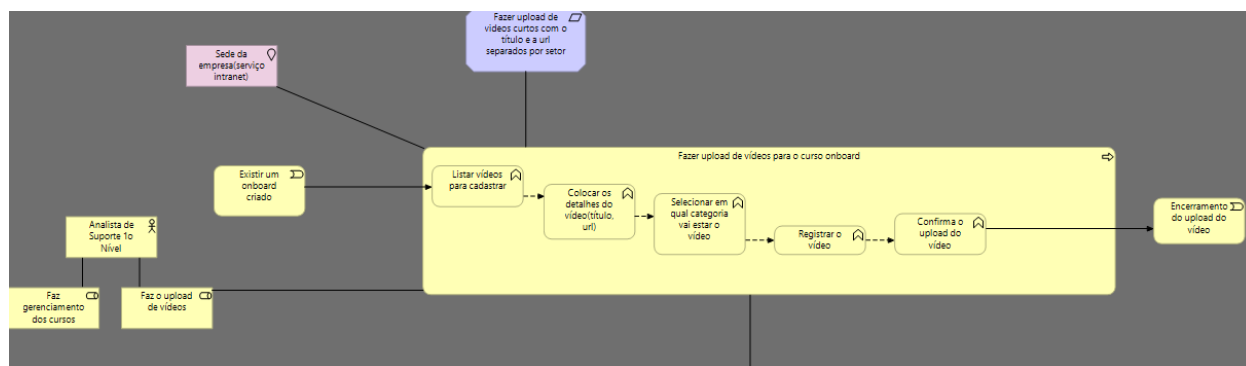 Fazer upload de
vídeos curtos com o
título e a url
separados por setor
Sede da
empresa(serviço
intranet)
Fazer upload de vídeos para o curso onboard
Existir um
onboard
criado
Listar vídeos
para cadastrar
Colocar os
detalhes do
vídeo(título,
url)
Selecionar em
qual categoria
vai estar o
vídeo
Registrar o
vídeo
Confirma o
upload do
vídeo
Encerramento
do upload do
vídeo
Analista de
Suporte 1o
Nível
Faz
gerenciamento
dos cursos
Faz o upload
de vídeos